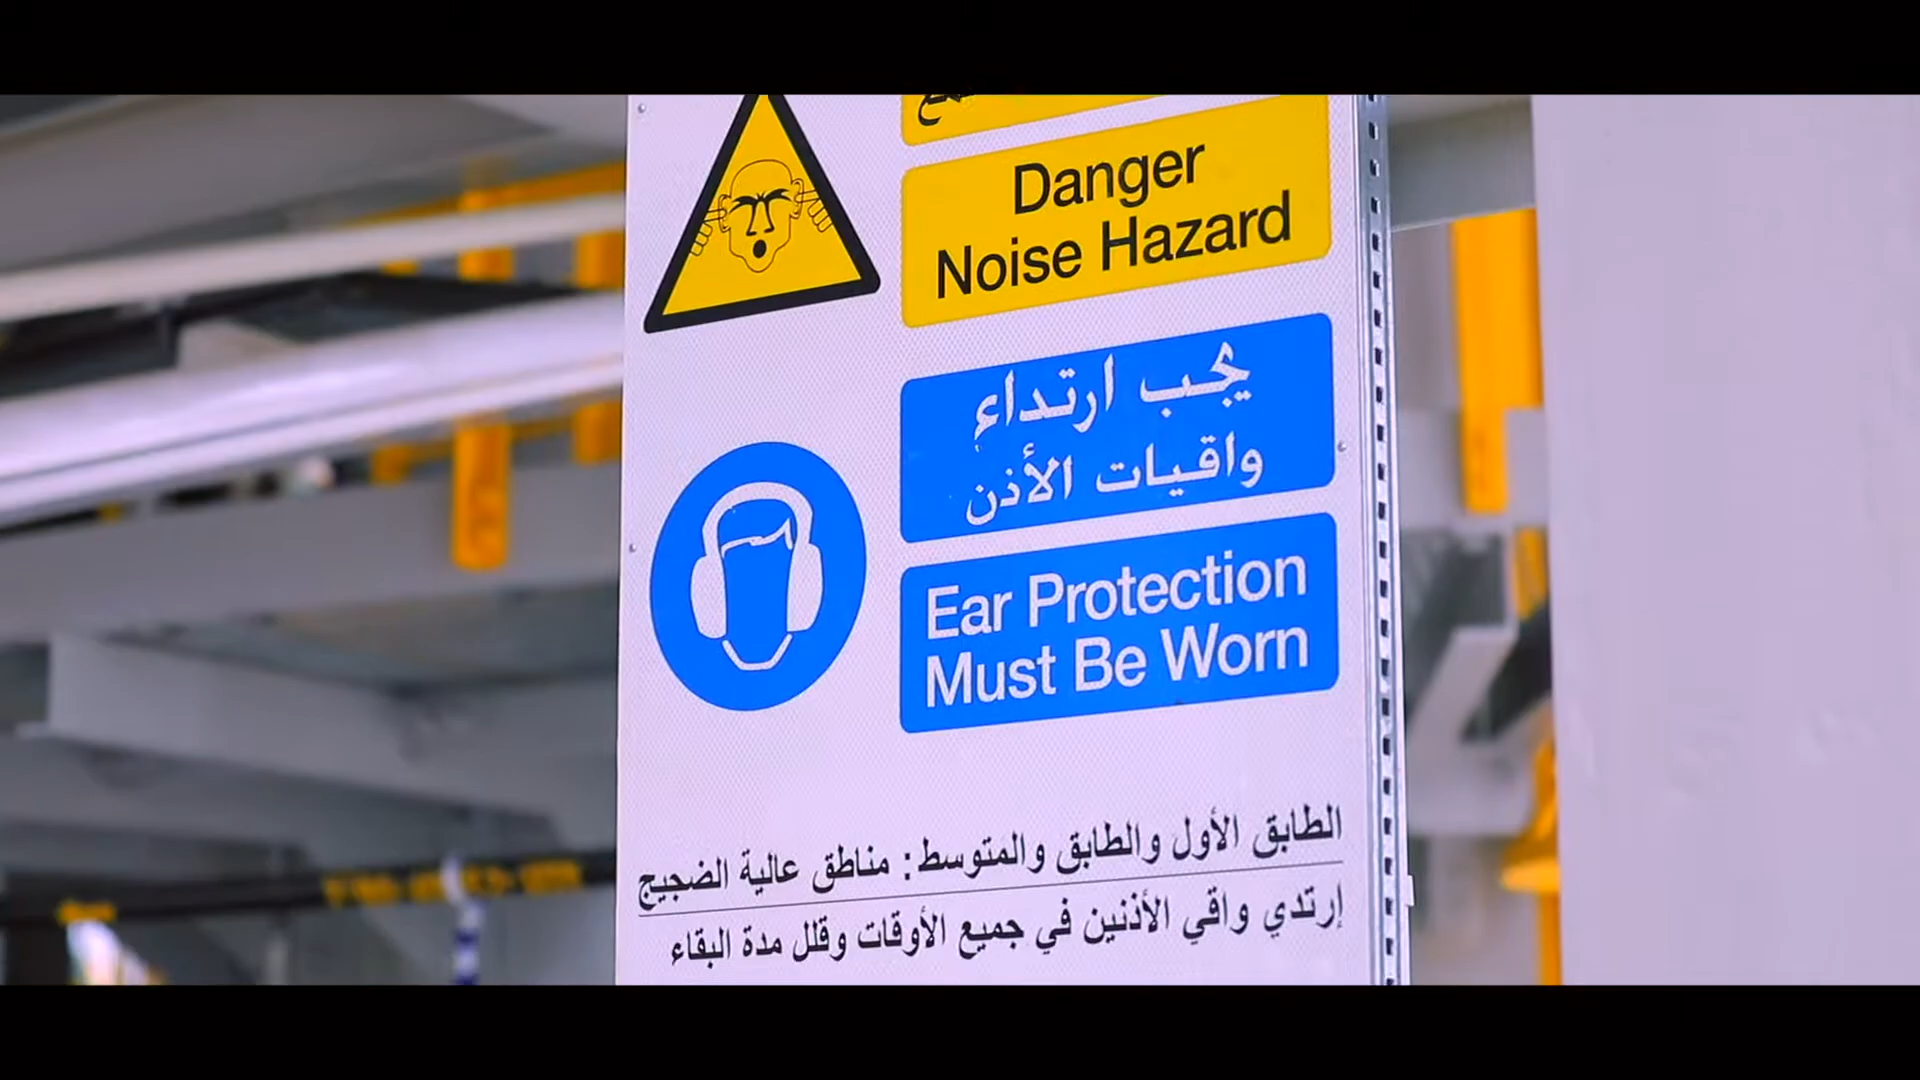 Danger
Noise Hazard
يجب ارتداء
واقيات الأذن
Ear Protection
Must Be Worn
الطابق الأول والطابق والمتوسط: مناطق عالية الضجيج
إرتدي واقي الأذنين في جميع الأوقات وقلل مدة البقاء